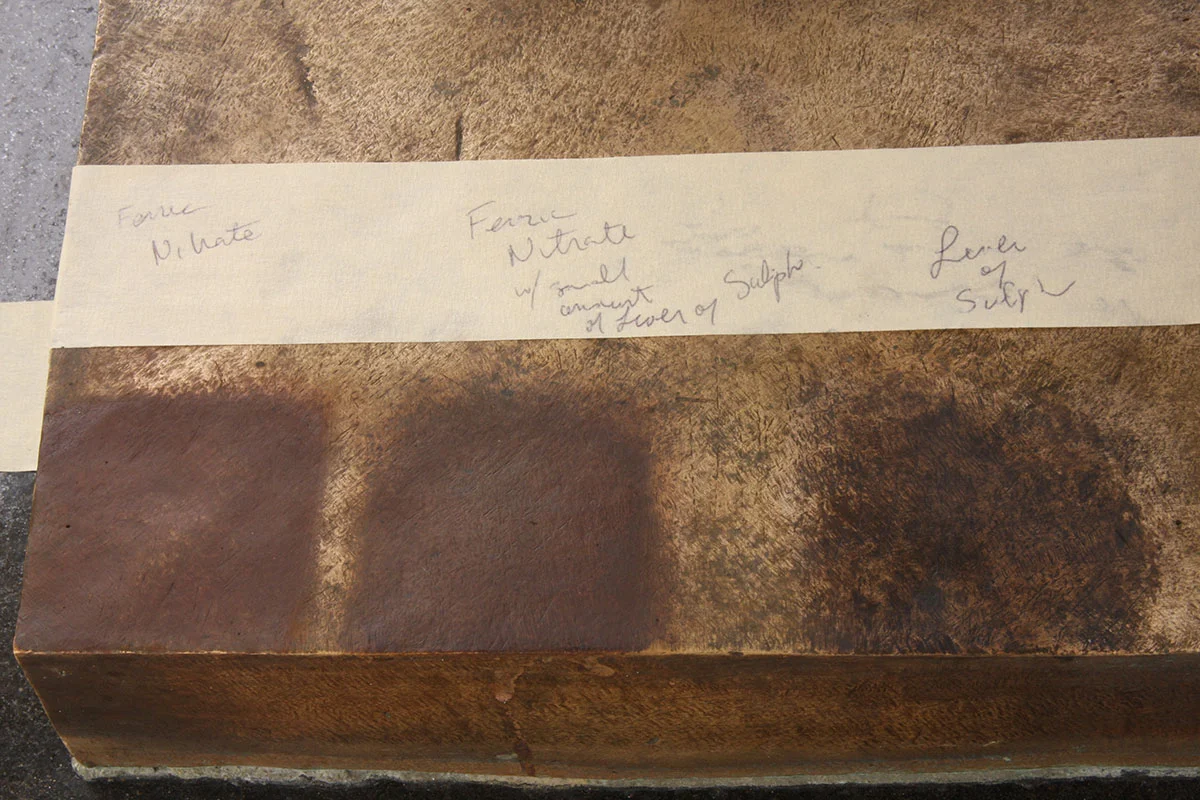 Ferric
Nitrate
Ferric
Nitrate
w/ small
amount
of Liver of Sulph.
Liver
of
Sulph